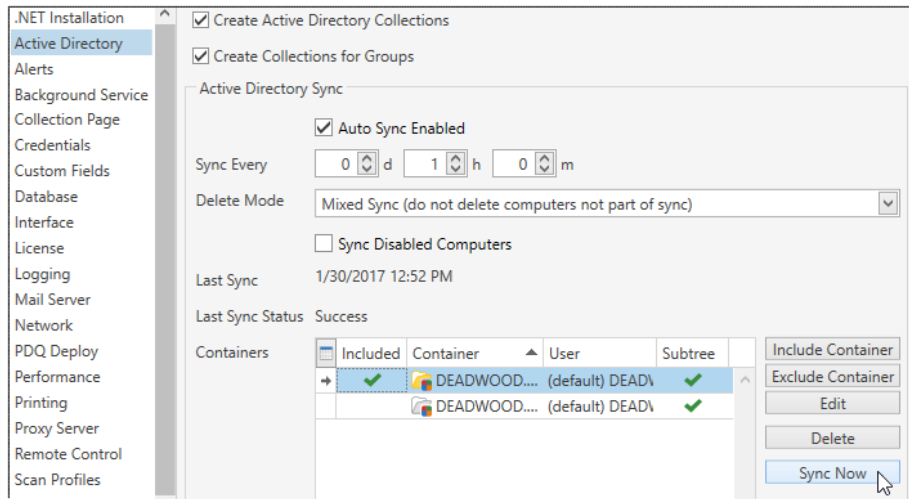 .NET Installation
Active Directory
Alerts
Background Service
Collection Page
Credentials
Custom Fields
Database
Interface
License
Logging
Mail Server
Network
PDQ Deploy
Performance
Printing
Proxy Server
Remote Control
Scan Profiles
Create Active Directory Collections
Create Collections for Groups
Active Directory Sync
Auto Sync Enabled
Sync Every 0 d 1 h 0 m
Delete Mode Mixed Sync (do not delete computers not part of sync)
Sync Disabled Computers
Last Sync 1/30/2017 12:52 PM
Last Sync Status Success
Containers
Included Container User Subtree
DEADWOOD.... (default) DEADW
DEADWOOD.... (default) DEADW
Include Container
Exclude Container
Edit
Delete
Sync Now